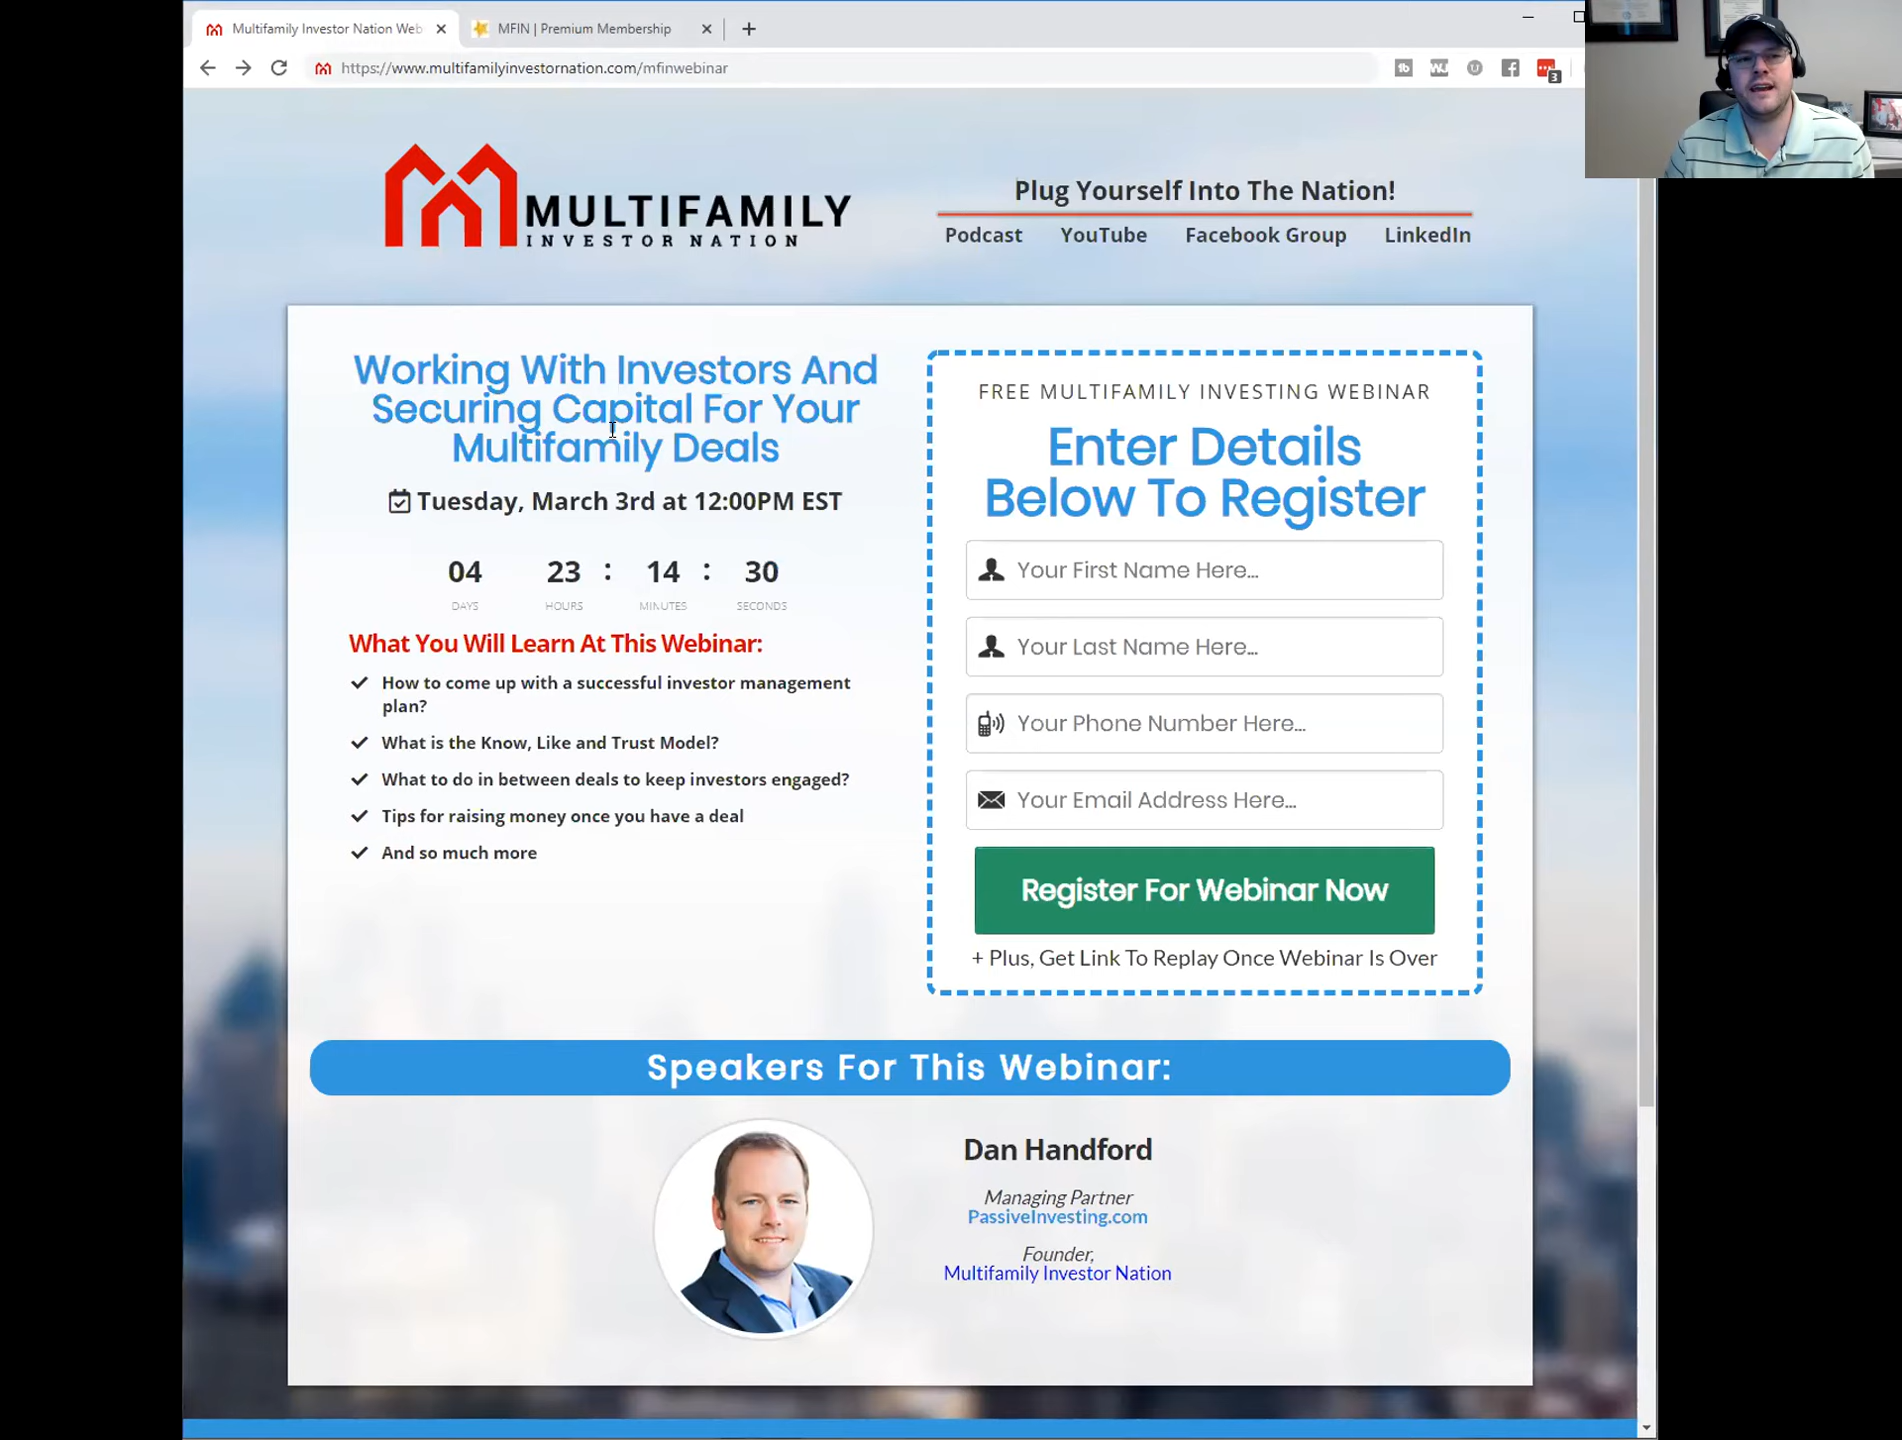 Multifamily Investor Nation Web
MFIN | Premium Membership
https://www.multifamilyinvestornation.com/mfinwebinar
3
MULTIFAMILY
INVESTOR NATION
Plug Yourself Into The Nation!
Podcast YouTube Facebook Group LinkedIn
Working With Investors And
Securing Capital For Your
Multifamily Deals
Tuesday, March 3rd at 12:00PM EST
04 23 : 14 : 30
DAYS HOURS MINUTES SECONDS
What You Will Learn At This Webinar:
How to come up with a successful investor management
plan?
What is the Know, Like and Trust Model?
What to do in between deals to keep investors engaged?
Tips for raising money once you have a deal
And so much more
FREE MULTIFAMILY INVESTING WEBINAR
Enter Details
Below To Register
Your First Name Here...
Your Last Name Here...
Your Phone Number Here...
Your Email Address Here...
Register For Webinar Now
+ Plus, Get Link To Replay Once Webinar Is Over
Speakers For This Webinar:
Dan Handford
Managing Partner
PassiveInvesting.com
Founder,
Multifamily Investor Nation